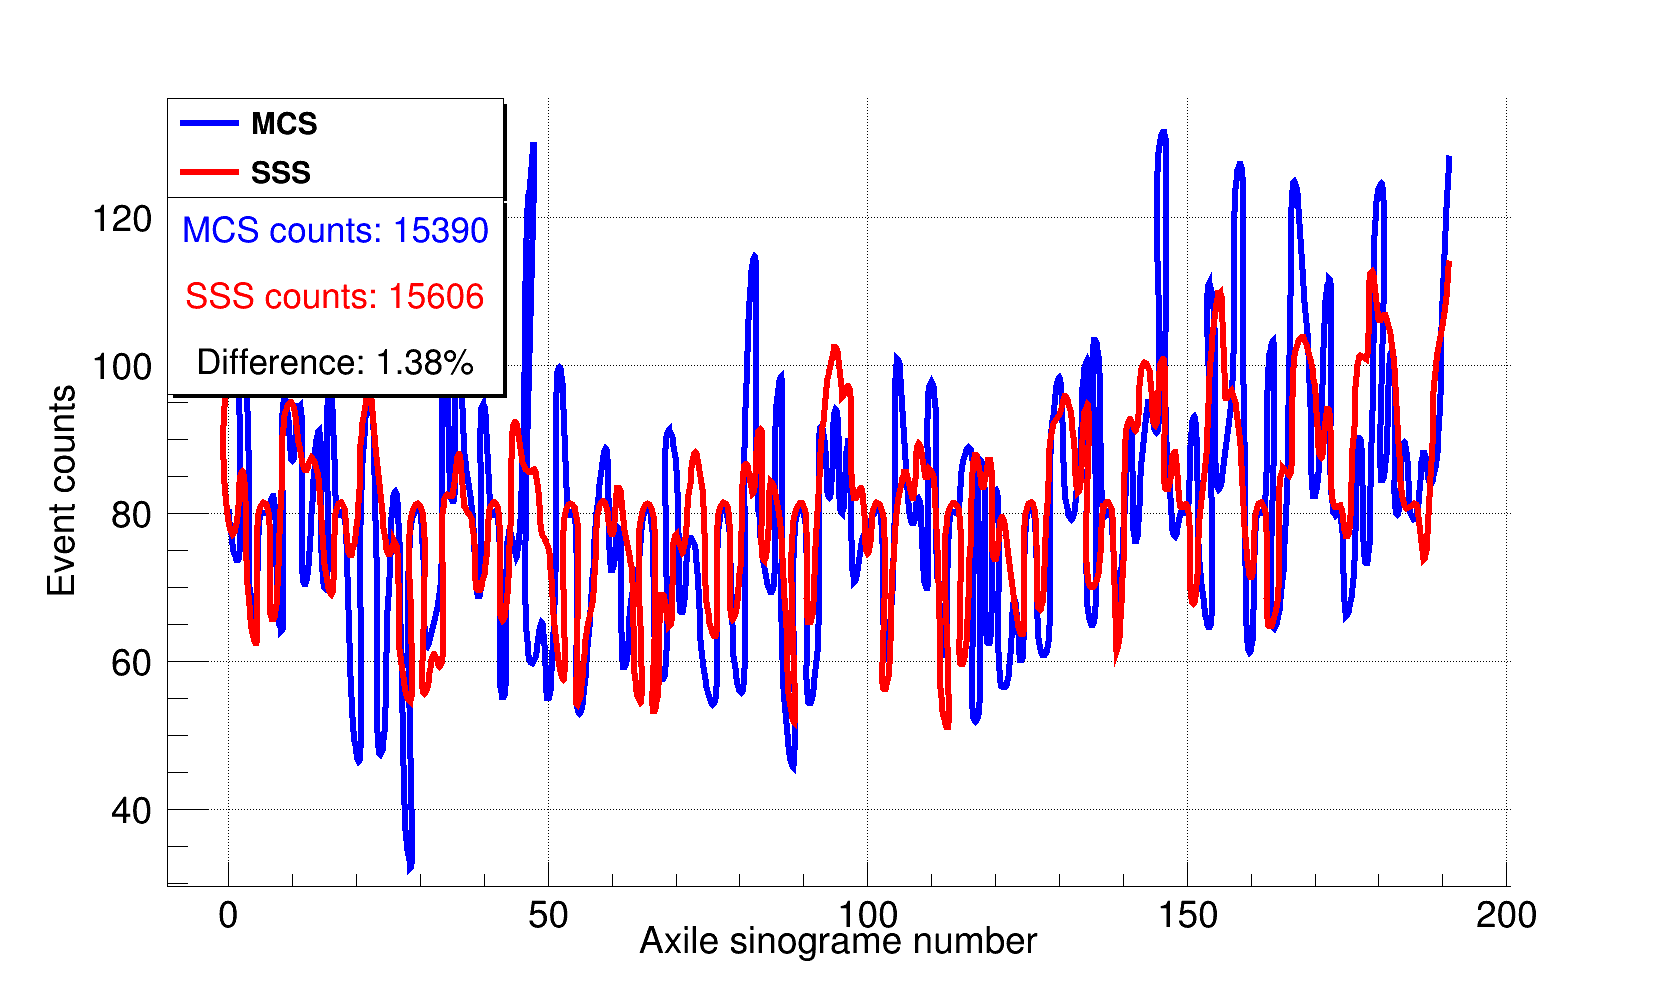 MCS
SSS
MCS counts: 15390
SSS counts: 15606
Difference: 1.38%
120
100
80
60
40
Event counts
0 50 100 150 200
Axile sinograme number